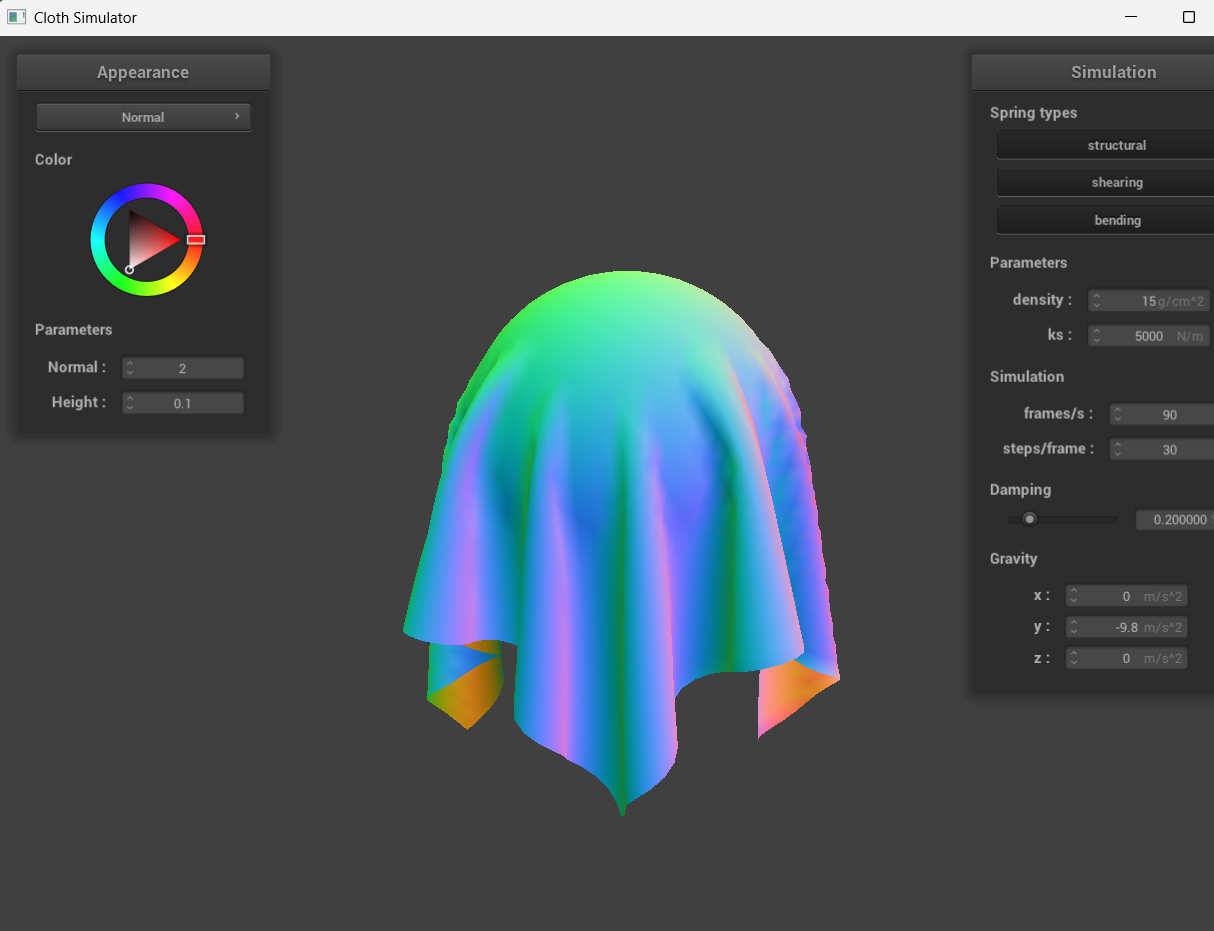 Cloth Simulator
Appearance
Normal
Color
Parameters
Normal : 2
Height : 0.1
Simulation
Spring types
structural
shearing
bending
Parameters
density : 15 g/cm^2
ks : 5000 N/m
Simulation
frames/s : 90
steps/frame : 30
Damping
0.200000
Gravity
x : 0 m/s^2
y : -9.8 m/s^2
z : 0 m/s^2